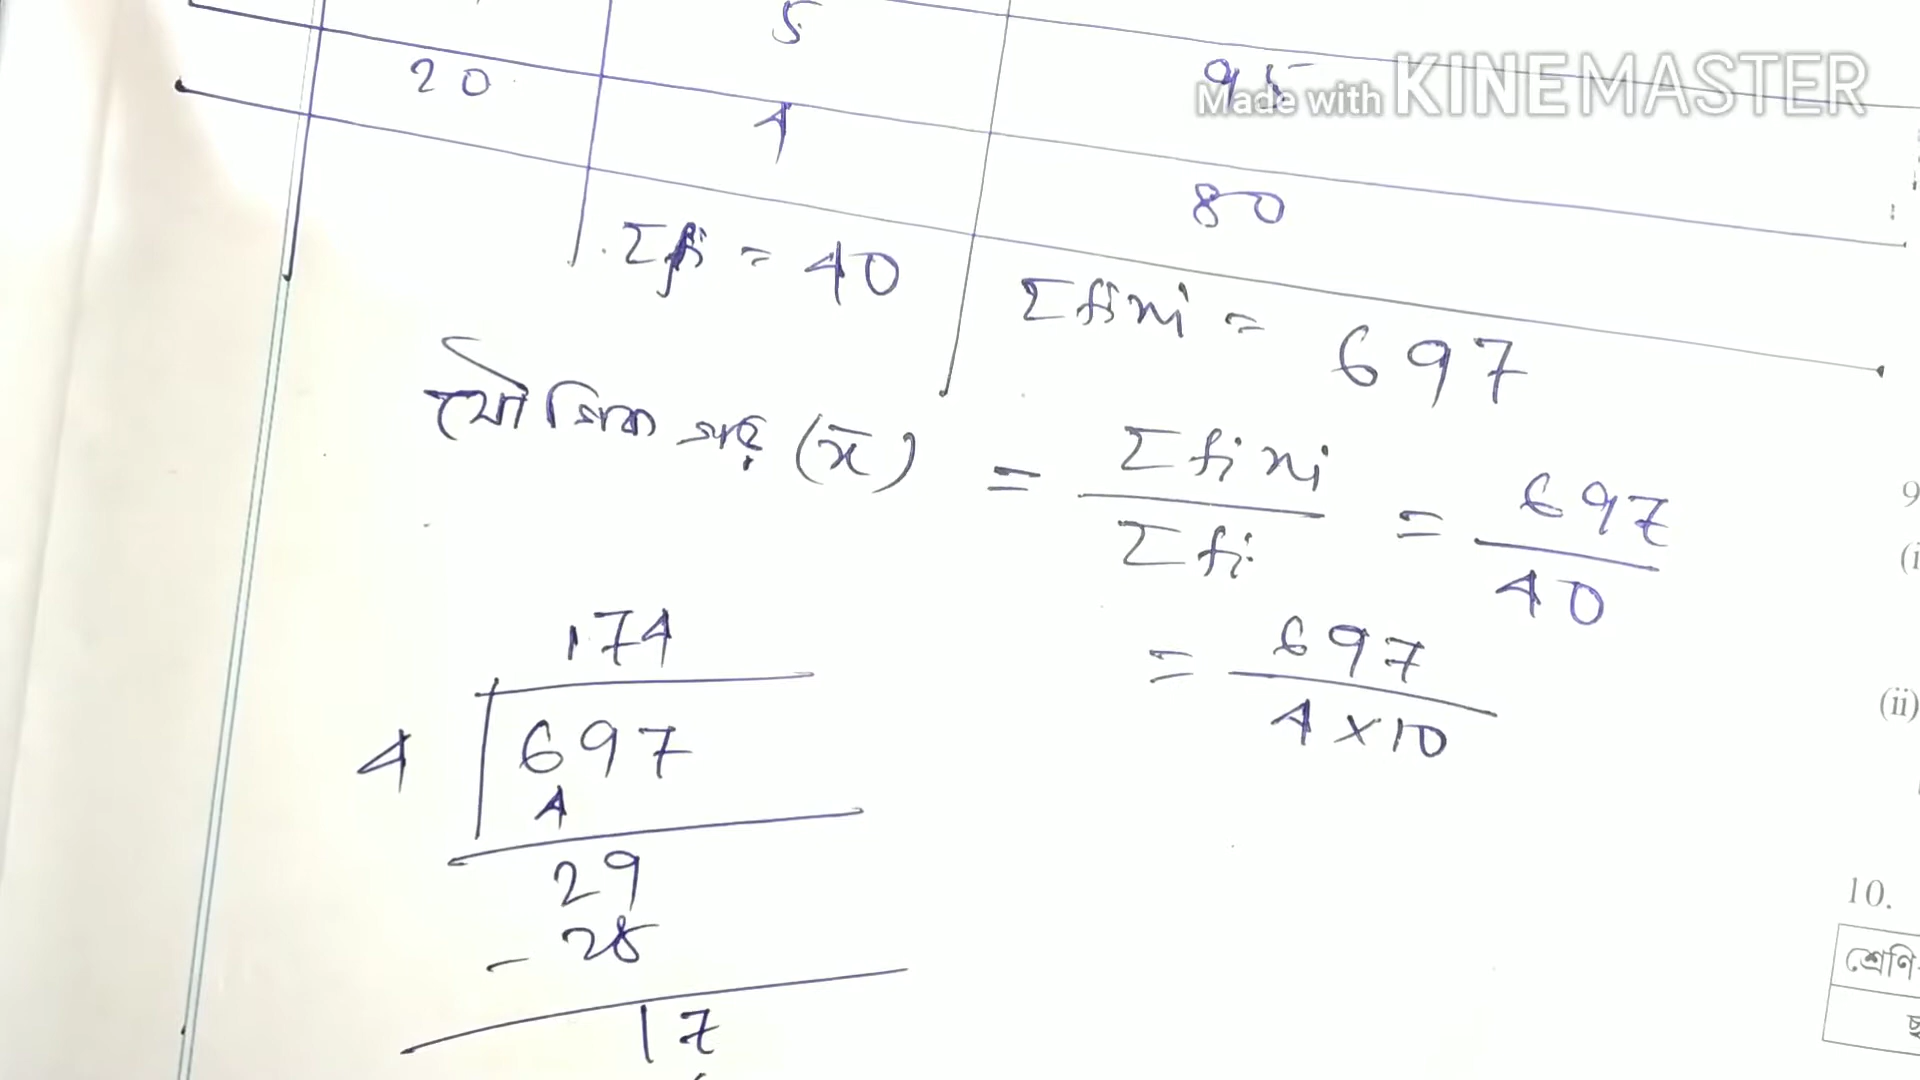 5
20 4 95
80
Σfi = 40 Σfixi = 697
যৌগিক গড় (x̄) = Σfixi / Σfi = 697 / 40
= 697 / 4×10
174
4 697
4
29
- 28
17
9
(i
(ii)
10.
শ্রেণি-
Made with KINEMASTER